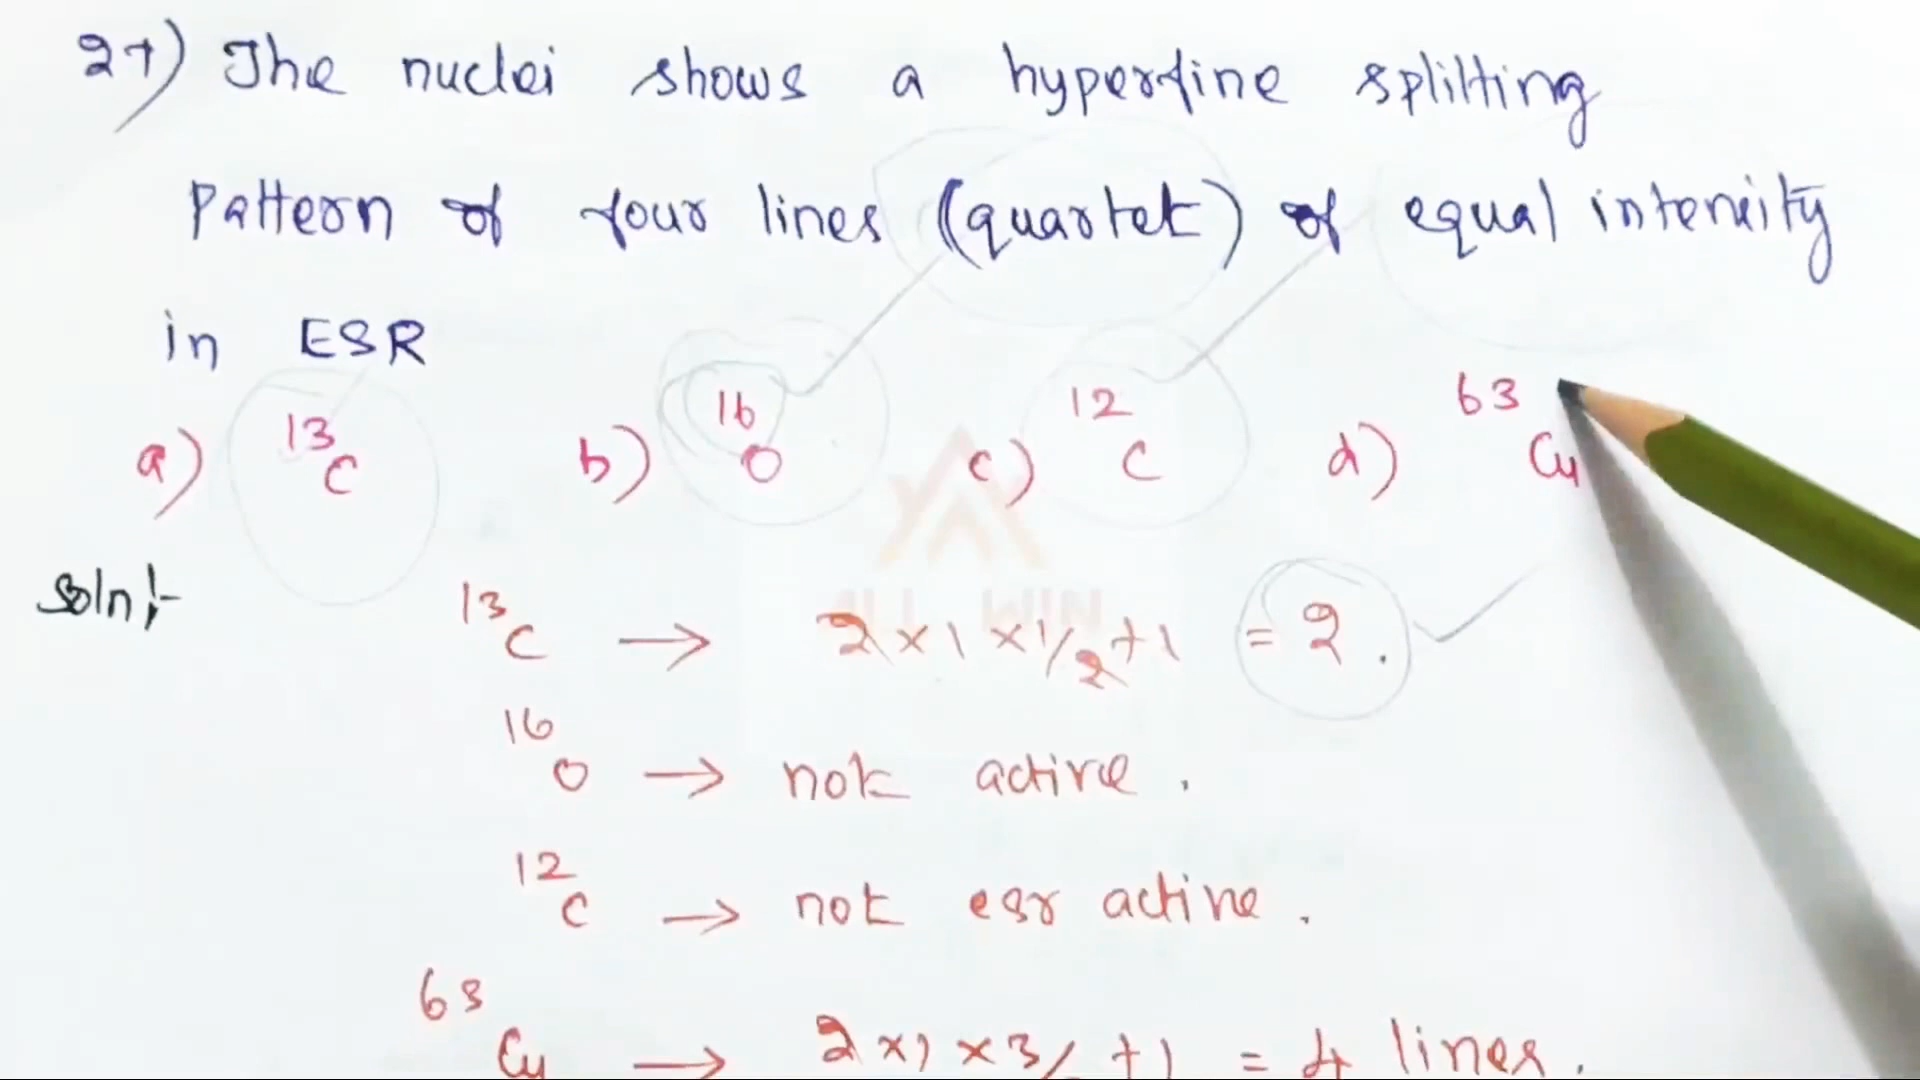 27) The nuclei shows a hyperfine splitting
pattern of four lines (quartet) of equal intensity
in ESR
a) 13C b) 16O c) 12C d) 63Cu
Soln:-
13C → 2×1×1/2+1 = 2.
16O → not active.
12C → not esr active.
63Cu → 2×1×3/ +1 = 4 lines.
ALL WIN